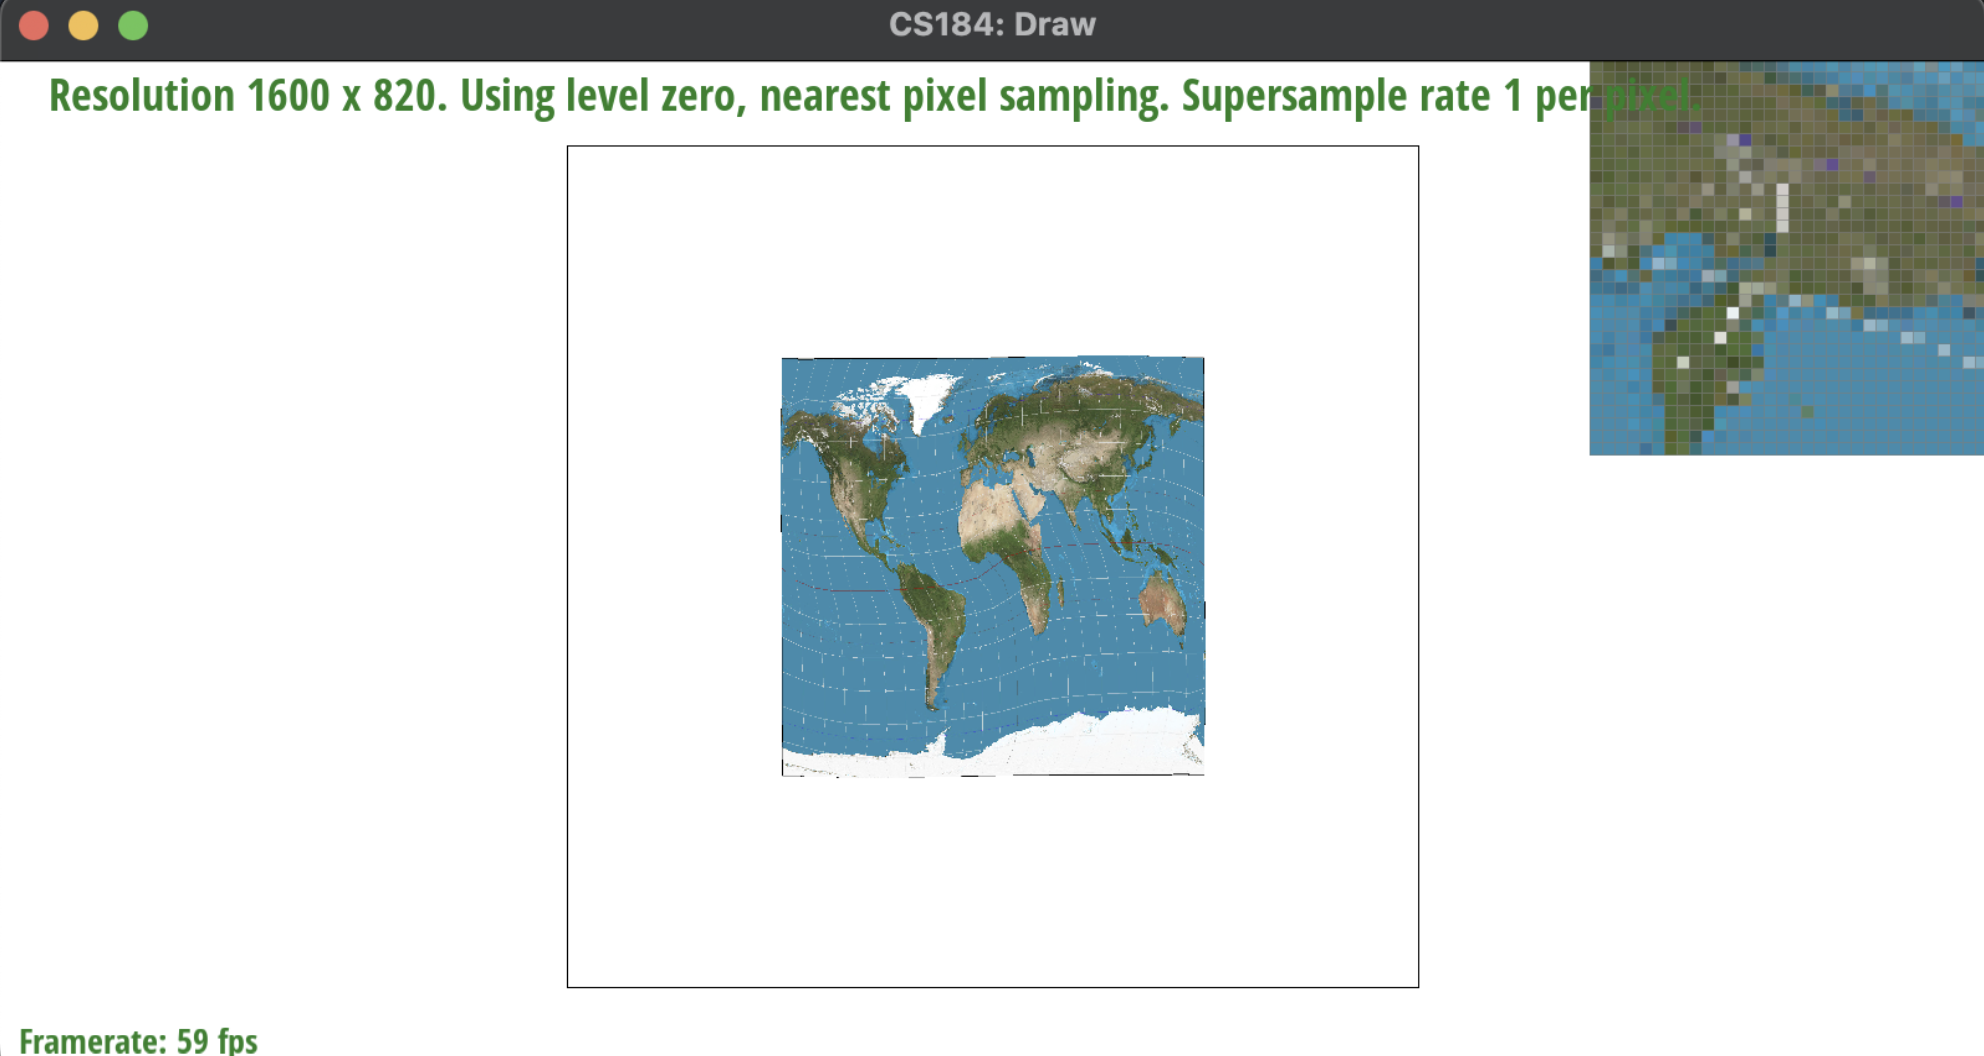 CS184: Draw
Resolution 1600 x 820. Using level zero, nearest pixel sampling. Supersample rate 1 per pixel.
Framerate: 59 fps